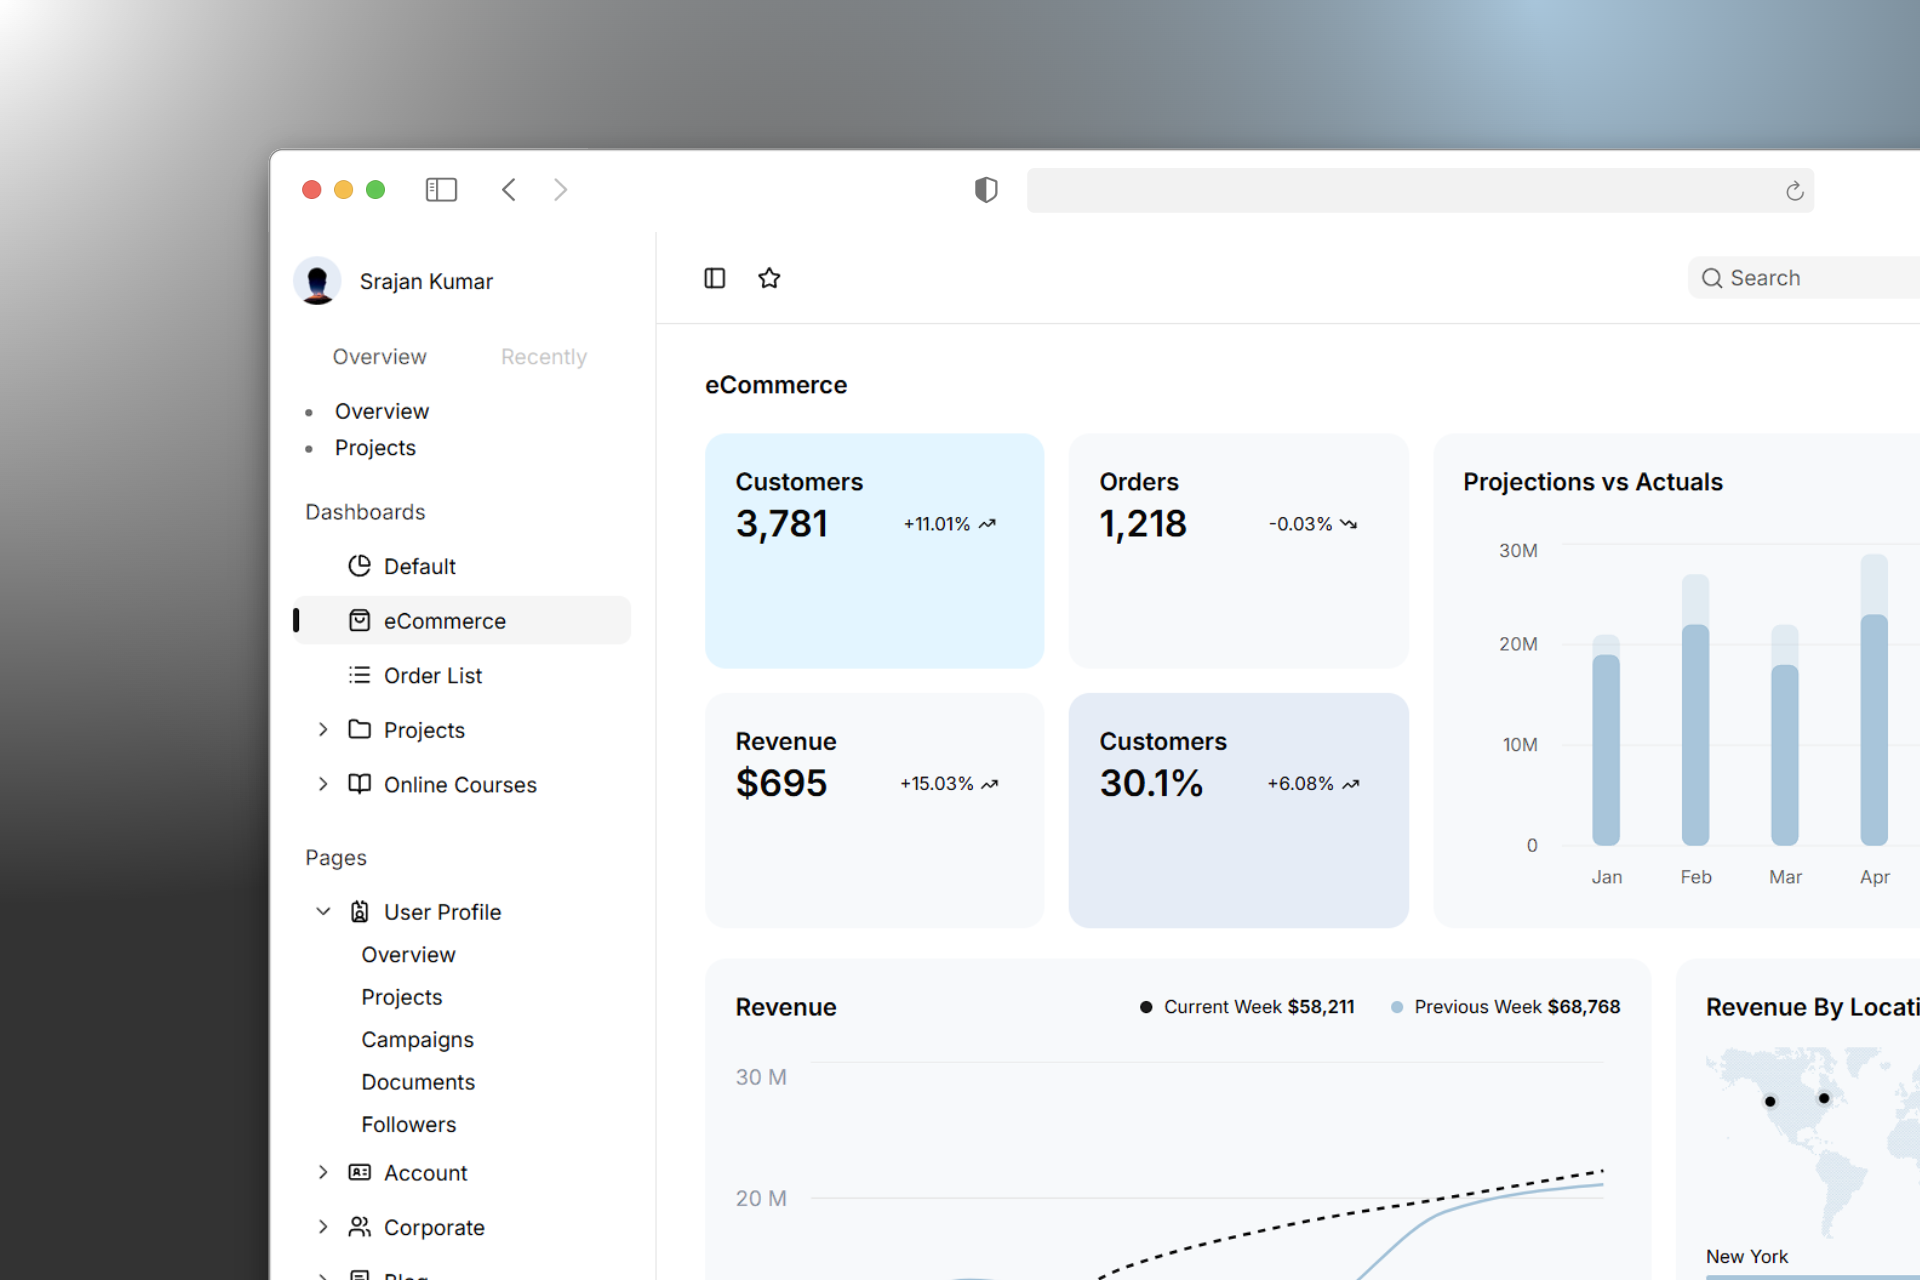 Srajan Kumar
Overview Recently
Overview
Projects
Dashboards
Default
eCommerce
Order List
Projects
Online Courses
Pages
User Profile
Overview
Projects
Campaigns
Documents
Followers
Account
Corporate
Blog
Search
eCommerce
Customers
3,781 +11.01%
Orders
1,218 -0.03%
Revenue
$695 +15.03%
Customers
30.1% +6.08%
Projections vs Actuals
30M
20M
10M
0
Jan Feb Mar Apr
Revenue Current Week $58,211 Previous Week $68,768
30 M
20 M
Revenue By Locati
New York